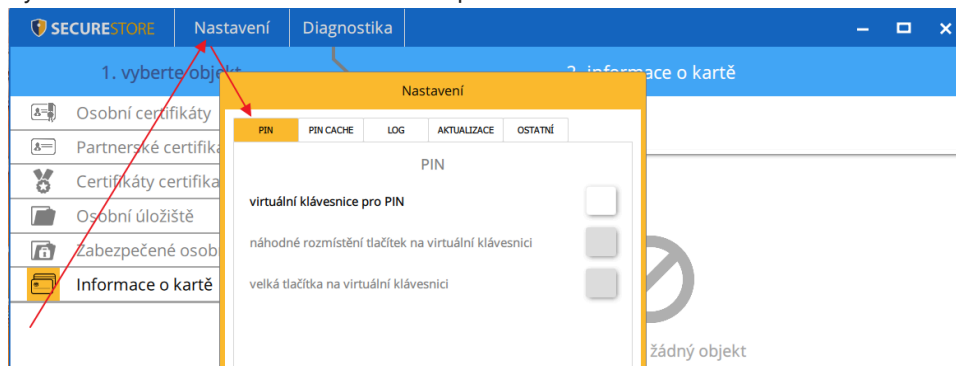 SECURESTORE Nastavení Diagnostika
1. vyberte objekt
2. informace o kartě
Nastavení
Osobní certifikáty
Partnerské certifiká
Certifikáty certifika
Osobní úložiště
Zabezpečené osob
Informace o kartě
PIN PIN CACHE LOG AKTUALIZACE OSTATNÍ
PIN
virtuální klávesnice pro PIN
náhodné rozmístění tlačítek na virtuální klávesnici
velká tlačítka na virtuální klávesnici
žádný objekt